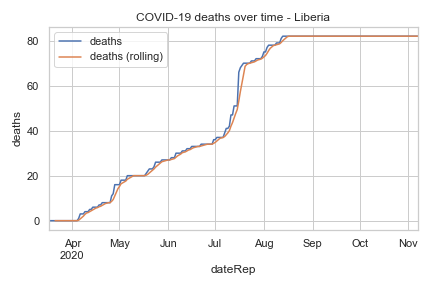 COVID-19 deaths over time - Liberia
deaths
deaths (rolling)
80
60
40
20
0
deaths
Apr
2020
May
Jun
Jul
Aug
Sep
Oct
Nov
dateRep